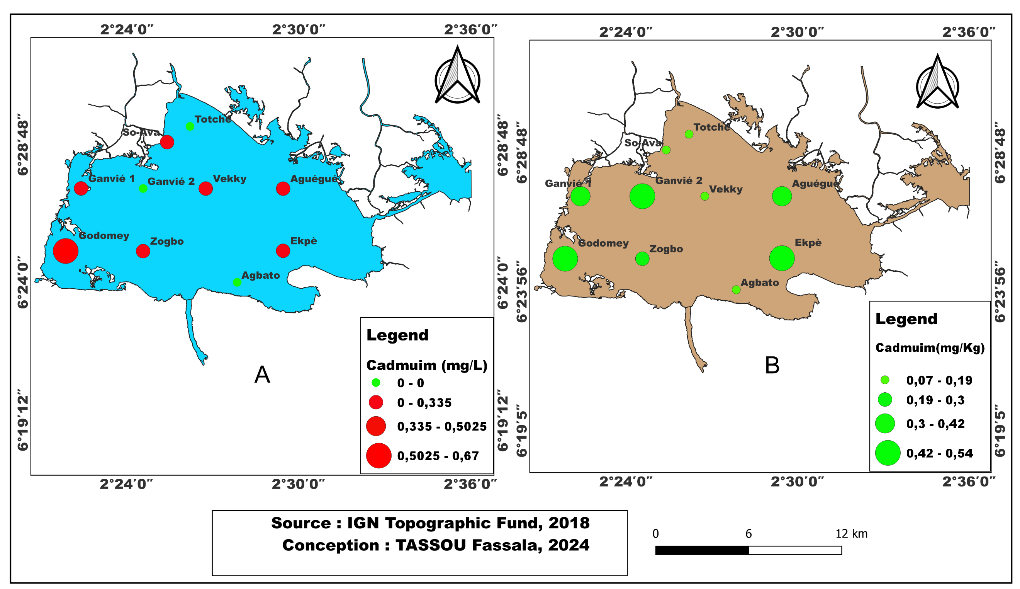 2°24′0″ 2°30′0″ 2°36′0″
2°24′0″ 2°30′0″ 2°36′0″
6°28′48″
6°24′0″
6°19′12″
Totchè
So-Ava
Ganvié 1 Ganvié 2 Vekky Aguégué
Godomey Zogbo Ekpè
Agbato
A
Legend
Cadmuim (mg/L)
0 - 0
0 - 0,335
0,335 - 0,5025
0,5025 - 0,67
2°24′0″ 2°30′0″ 2°36′0″
6°28′48″
6°23′56″
6°19′5″
Totchè
So-Ava
Ganvié 1 Ganvié 2 Vekky Aguégué
Godomey Zogbo Ekpè
Agbato
B
Legend
Cadmuim(mg/Kg)
0,07 - 0,19
0,19 - 0,3
0,3 - 0,42
0,42 - 0,54
6°28′48″
6°23′56″
6°19′5″
2°24′0″ 2°30′0″ 2°36′0″
Source : IGN Topographic Fund, 2018
Conception : TASSOU Fassala, 2024
0 6 12 km